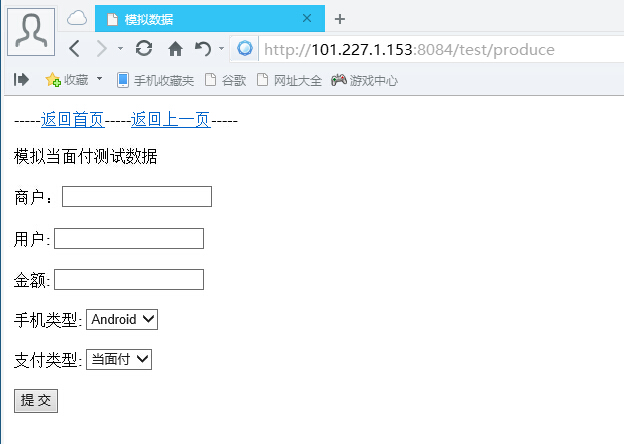 模拟数据
http://101.227.1.153:8084/test/produce
收藏 手机收藏夹 谷歌 网址大全 游戏中心
-----返回首页-----返回上一页-----
模拟当面付测试数据
商户：
用户:
金额:
手机类型: Android
支付类型: 当面付
提 交